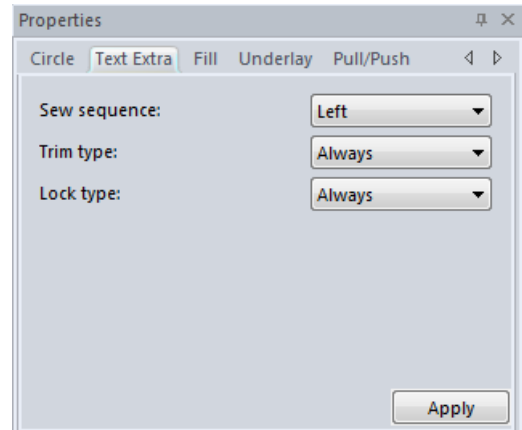 Properties
Circle Text Extra Fill Underlay Pull/Push
Sew sequence: Left
Trim type: Always
Lock type: Always
Apply